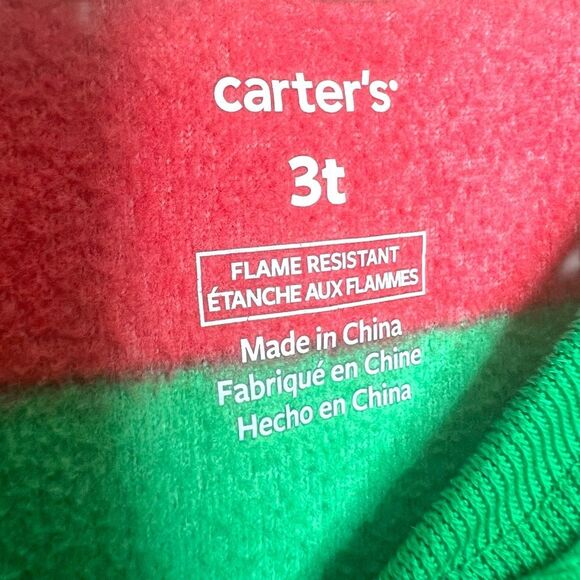 carter's
3t
FLAME RESISTANT
ÉTANCHE AUX FLAMMES
Made in China
Fabriqué en Chine
Hecho en China